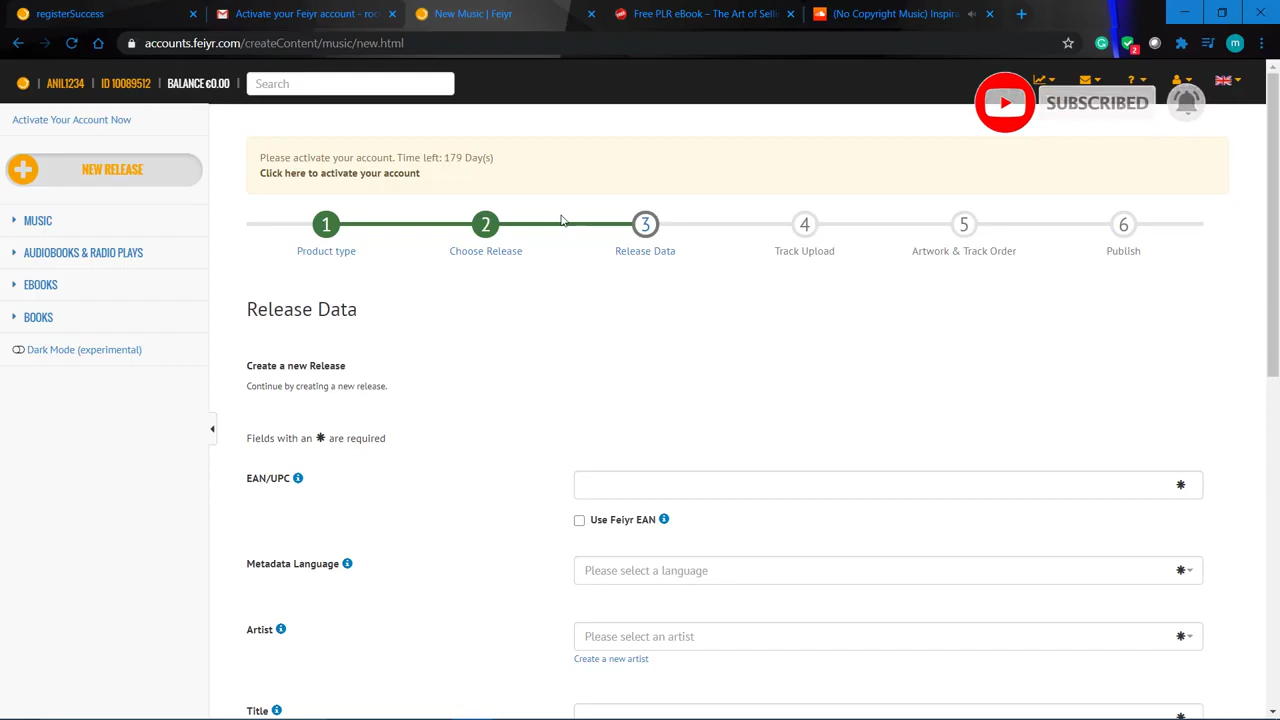 registerSuccess
Activate your Feiyr account - roc
New Music | Feiyr
Free PLR eBook – The Art of Selli
(No Copyright Music) Inspira
accounts.feiyr.com/createContent/music/new.html
2
m
ANIL1234 | ID 10089512 | BALANCE €0.00 | Search
SUBSCRIBED
Activate Your Account Now
NEW RELEASE
MUSIC
AUDIOBOOKS & RADIO PLAYS
EBOOKS
BOOKS
Dark Mode (experimental)
Please activate your account. Time left: 179 Day(s)
Click here to activate your account
1 2 3 4 5 6
Product type Choose Release Release Data Track Upload Artwork & Track Order Publish
Release Data
Create a new Release
Continue by creating a new release.
Fields with an ✱ are required
EAN/UPC
Use Feiyr EAN
Metadata Language
Please select a language
Artist
Please select an artist
Create a new artist
Title